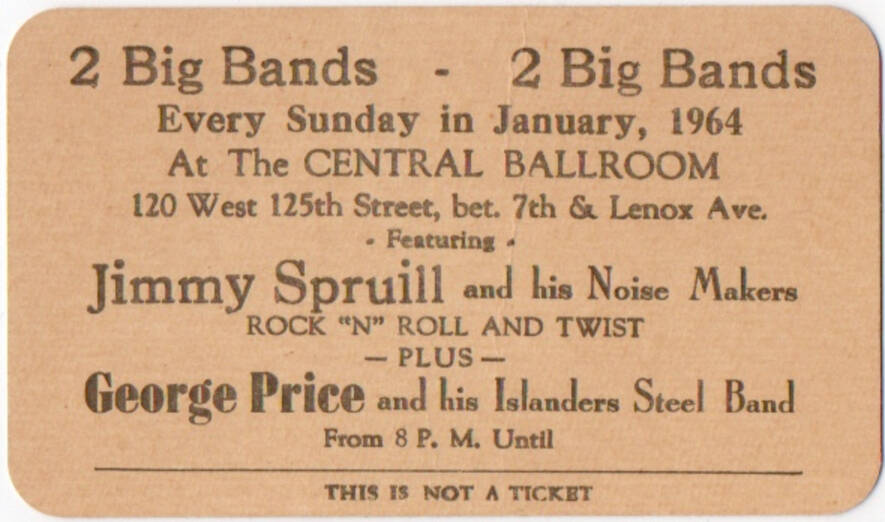 2 Big Bands - 2 Big Bands
Every Sunday in January, 1964
At The CENTRAL BALLROOM
120 West 125th Street, bet. 7th & Lenox Ave.
- Featuring -
Jimmy Spruill and his Noise Makers
ROCK "N" ROLL AND TWIST
— PLUS —
George Price and his Islanders Steel Band
From 8 P. M. Until
THIS IS NOT A TICKET